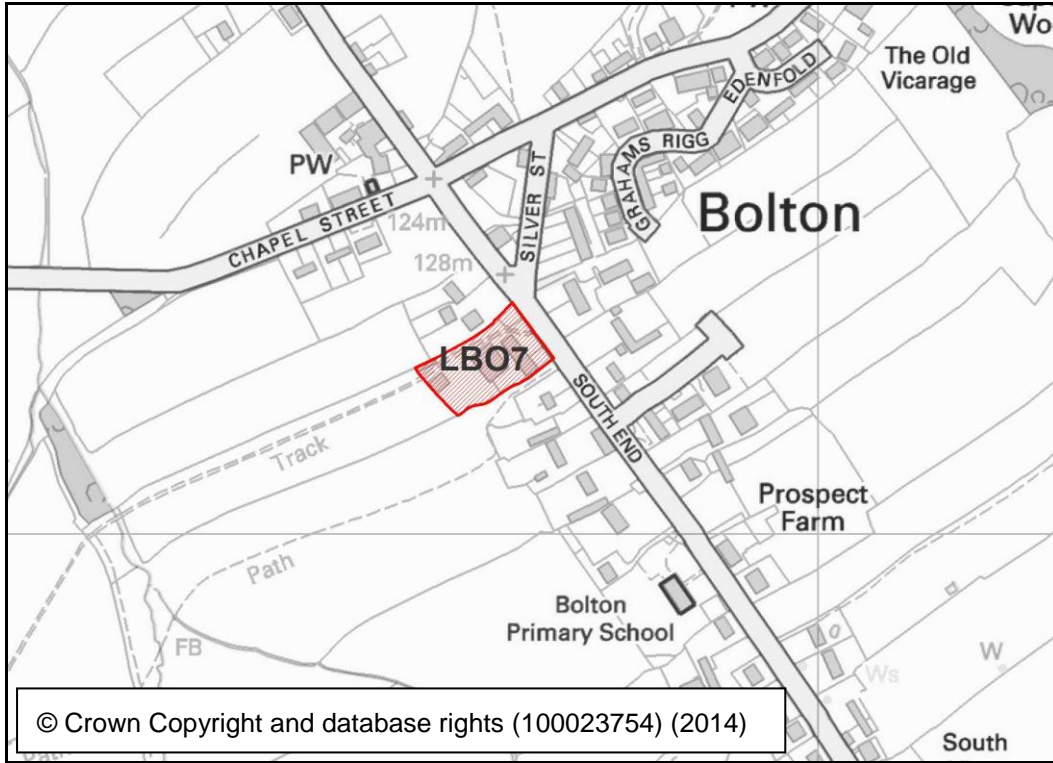 Wo
The Old
Vicarage
EDENFOLD
GRAHAMS RIGG
PW
SILVER ST
Bolton
CHAPEL STREET
124m
128m
LBO7
SOUTH END
Track
Prospect
Farm
Path
Bolton
Primary School
FB
W
Ws
South
© Crown Copyright and database rights (100023754) (2014)